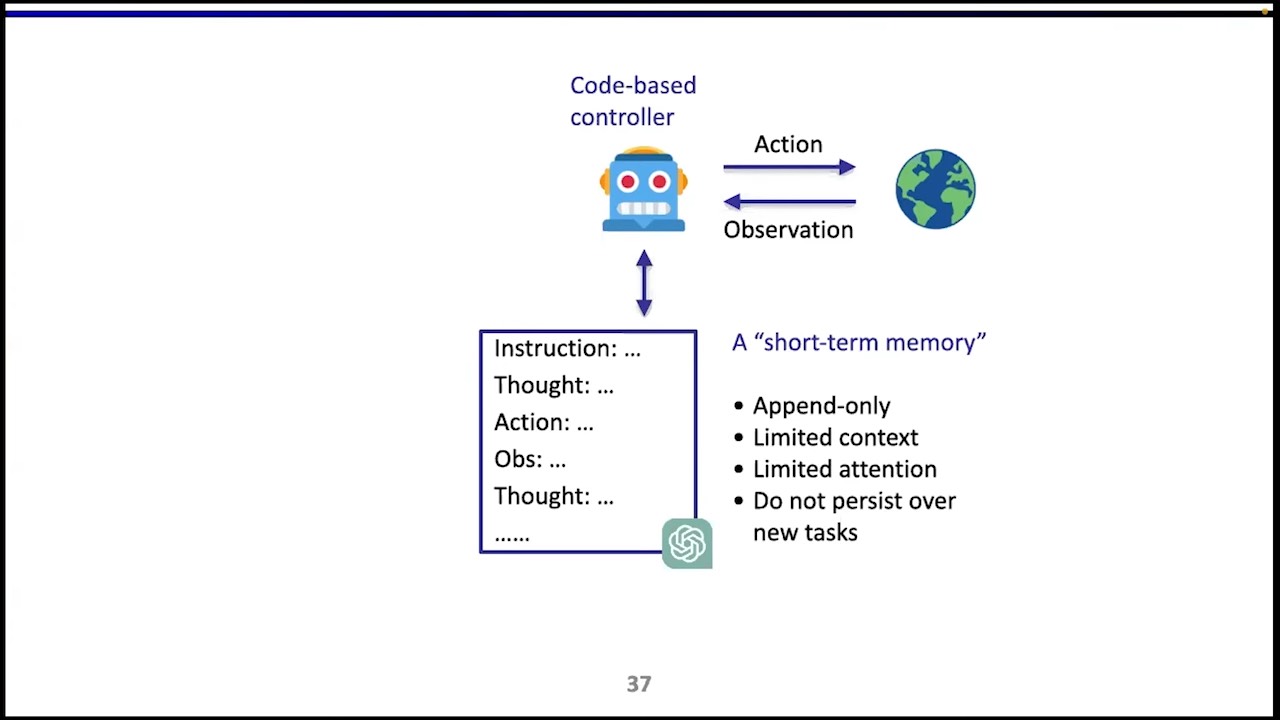 Code-based
controller
Action
Observation
Instruction: ...
Thought: ...
Action: ...
Obs: ...
Thought: ...
......
A “short-term memory”
• Append-only
• Limited context
• Limited attention
• Do not persist over
new tasks
37